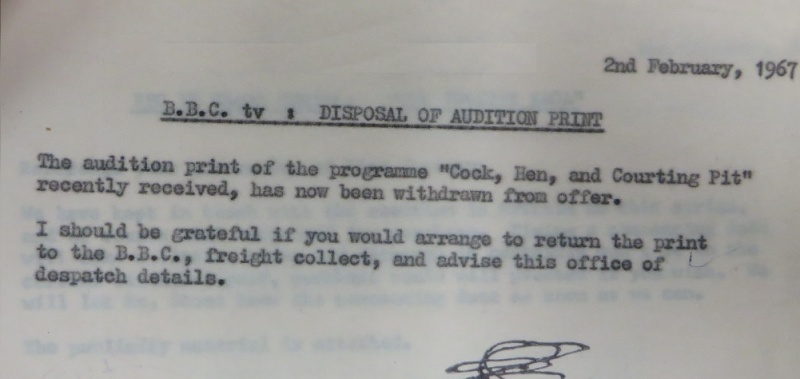 2nd February, 1967
B.B.C. tv : DISPOSAL OF AUDITION PRINT
The audition print of the programme "Cock, Hen, and Courting Pit"
recently received, has now been withdrawn from offer.
I should be grateful if you would arrange to return the print
to the B.B.C., freight collect, and advise this office of
despatch details.